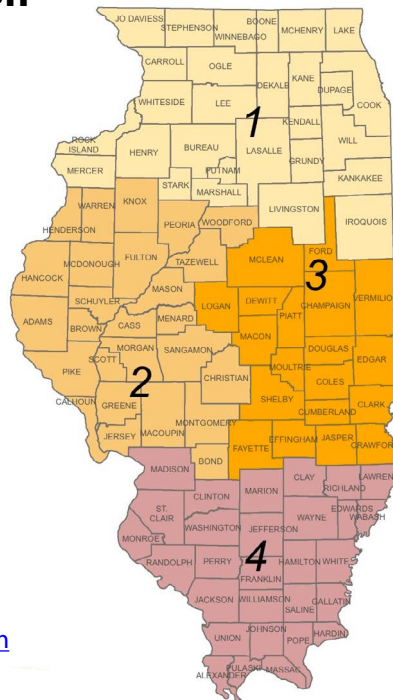 JO DAVIESS
STEPHENSON
WINNEBAGO
BOONE
MCHENRY
LAKE
CARROLL
OGLE
DEKALB
KANE
DUPAGE
COOK
WHITESIDE
LEE
1
KENDALL
ROCK
ISLAND
HENRY
BUREAU
LASALLE
WILL
GRUNDY
MERCER
PUTNAM
KANKAKEE
STARK
MARSHALL
LIVINGSTON
IROQUOIS
KNOX
WARREN
PEORIA
WOODFORD
HENDERSON
FULTON
TAZEWELL
MCLEAN
FORD
3
MCDONOUGH
HANCOCK
MASON
LOGAN
DEWITT
CHAMPAIGN
VERMILIO
SCHUYLER
PIATT
ADAMS
BROWN
CASS
MENARD
MACON
MORGAN
SANGAMON
DOUGLAS
EDGAR
SCOTT
MOULTRIE
PIKE
2
CHRISTIAN
COLES
CALHOUN
GREENE
SHELBY
CUMBERLAND
CLARK
MONTGOMERY
JERSEY
MACOUPIN
EFFINGHAM
JASPER
FAYETTE
CRAWFOR
BOND
MADISON
CLAY
LAWREN
MARION
RICHLAND
CLINTON
ST.
CLAIR
WAYNE
EDWARDS
WABASH
WASHINGTON
JEFFERSON
MONROE
RANDOLPH
PERRY
4
HAMILTON
WHITE
FRANKLIN
JACKSON
WILLIAMSON
SALINE
GALLATIN
UNION
JOHNSON
POPE
HARDIN
PULASKI
MASSAC
ALEXANDER